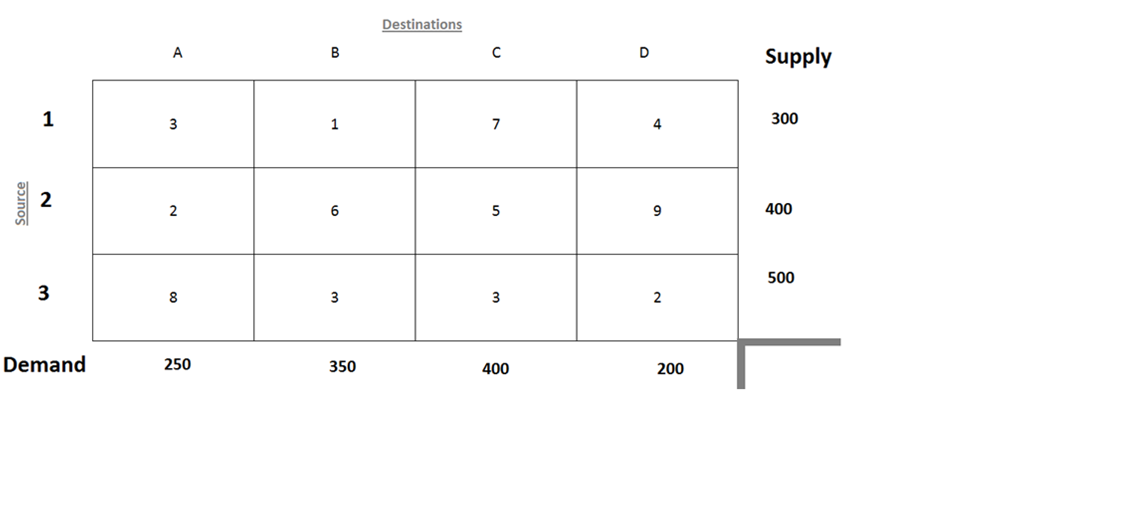 Destinations
A B C D Supply
1 3 1 7 4 300
Source
2 2 6 5 9 400
3 8 3 3 2 500
Demand 250 350 400 200